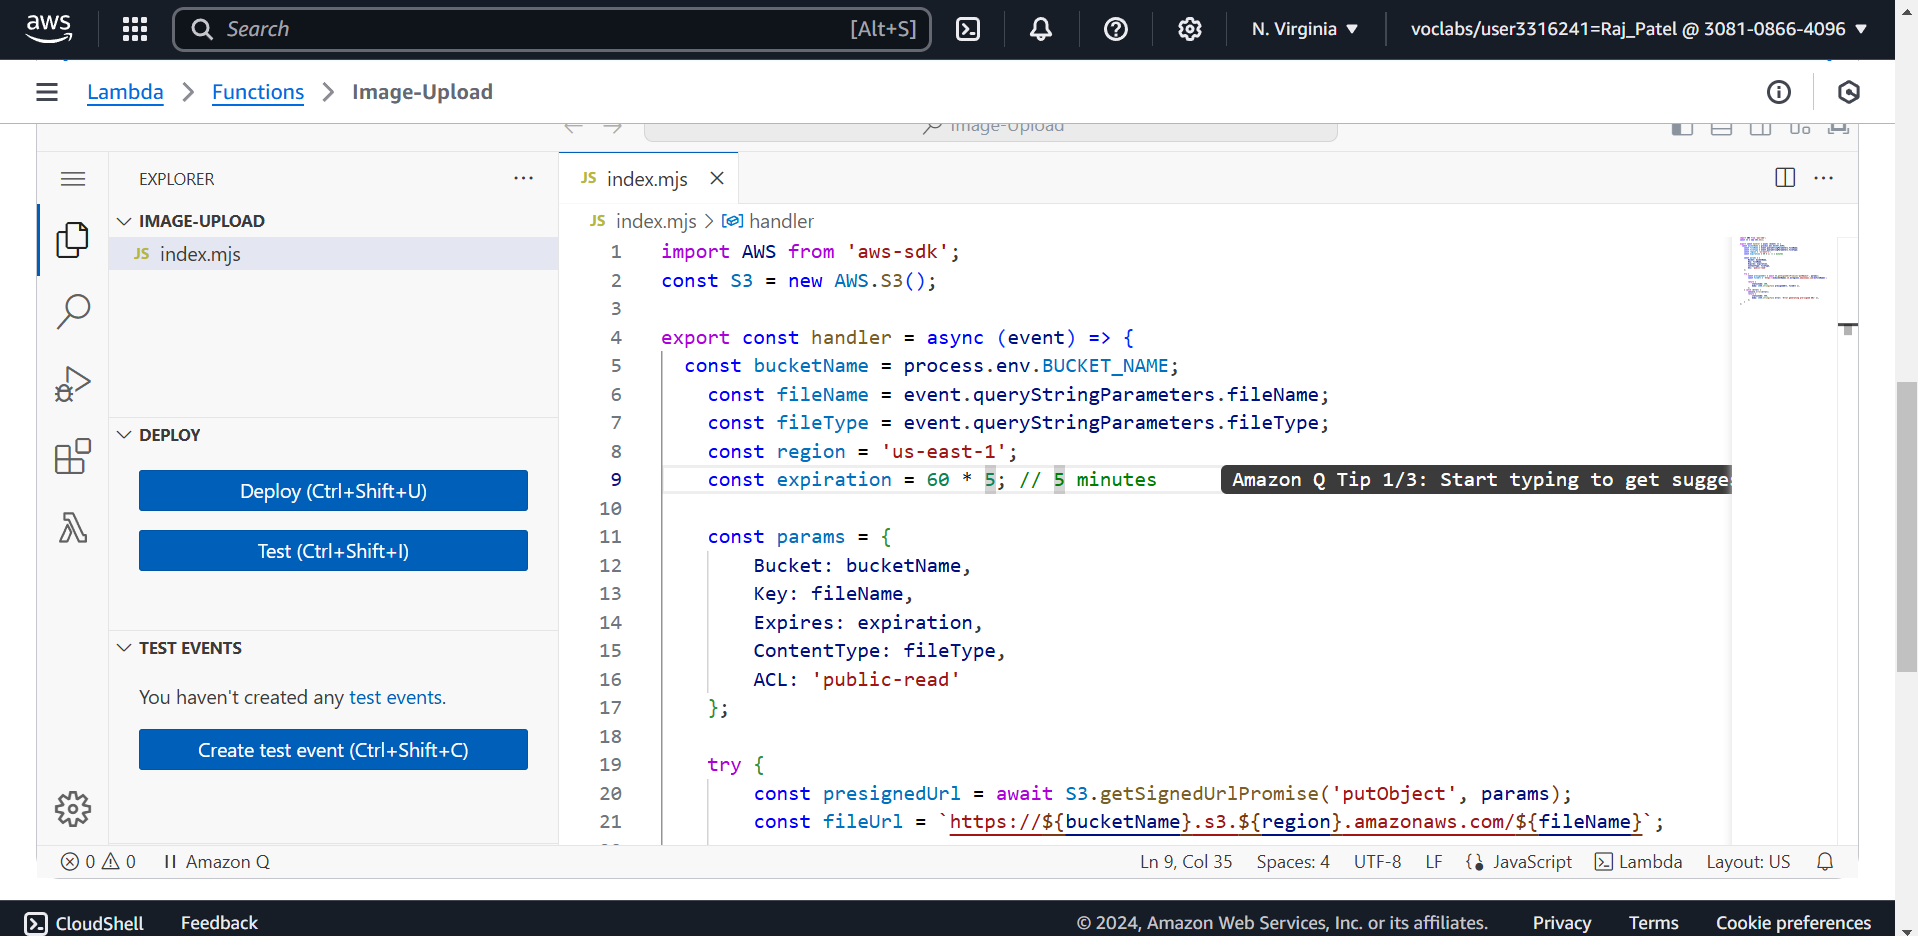 aws
Search [Alt+S]
N. Virginia ▼
voclabs/user3316241=Raj_Patel @ 3081-0866-4096 ▼
Lambda > Functions > Image-Upload
Image-Upload
EXPLORER ···
IMAGE-UPLOAD
JS index.mjs
DEPLOY
Deploy (Ctrl+Shift+U)
Test (Ctrl+Shift+I)
TEST EVENTS
You haven't created any test events.
Create test event (Ctrl+Shift+C)
JS index.mjs ×
JS index.mjs > handler
1 import AWS from 'aws-sdk';
2 const S3 = new AWS.S3();
3
4 export const handler = async (event) => {
5 const bucketName = process.env.BUCKET_NAME;
6 const fileName = event.queryStringParameters.fileName;
7 const fileType = event.queryStringParameters.fileType;
8 const region = 'us-east-1';
9 const expiration = 60 * 5; // 5 minutes Amazon Q Tip 1/3: Start typing to get sugge
10
11 const params = {
12 Bucket: bucketName,
13 Key: fileName,
14 Expires: expiration,
15 ContentType: fileType,
16 ACL: 'public-read'
17 };
18
19 try {
20 const presignedUrl = await S3.getSignedUrlPromise('putObject', params);
21 const fileUrl = `https://${bucketName}.s3.${region}.amazonaws.com/${fileName}`;
0 0 Amazon Q
Ln 9, Col 35 Spaces: 4 UTF-8 LF JavaScript Lambda Layout: US
CloudShell Feedback
© 2024, Amazon Web Services, Inc. or its affiliates. Privacy Terms Cookie preferences